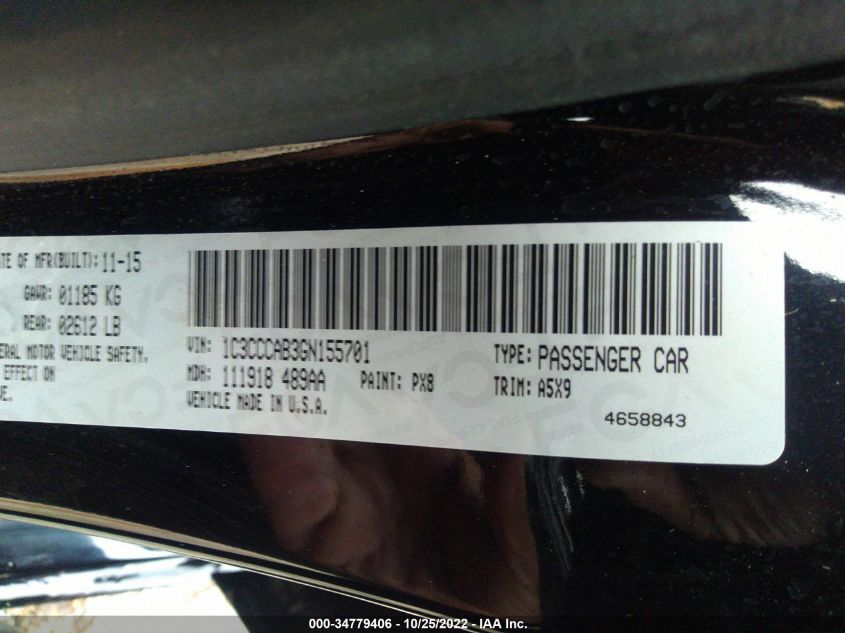 ATE OF MFR(BUILT): 11-15
GAWR: 01185 KG
REAR: 02612 LB
ERAL MOTOR VEHICLE SAFETY,
EFFECT ON
VE.
VIN: 1C3CCCAB3GN155701
TYPE: PASSENGER CAR
MDH: 111918 489AA PAINT: PX8
TRIM: A5X9
VEHICLE MADE IN U.S.A.
4658843
000-34779406 - 10/25/2022 - IAA Inc.